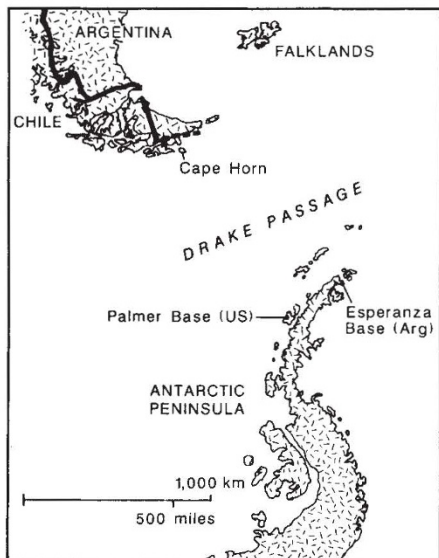 ARGENTINA
FALKLANDS
CHILE
Cape Horn
DRAKE PASSAGE
Palmer Base (US)
Esperanza
Base (Arg)
ANTARCTIC
PENINSULA
1,000 km
500 miles